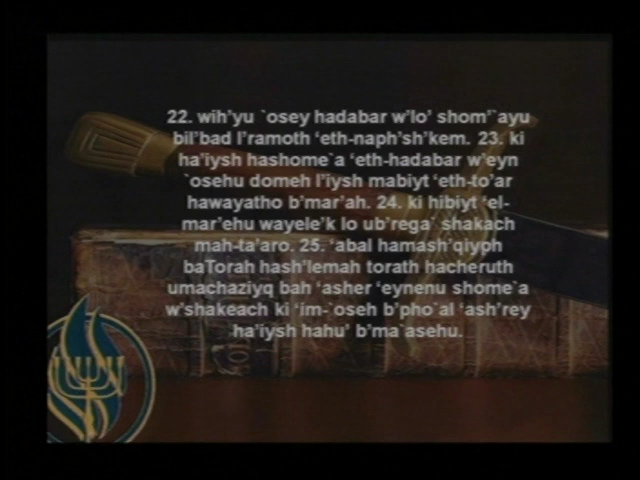 22. wih’yu `osey hadabar w’lo’ shom’`ayu
bil’bad l’ramoth ‘eth-naph’sh’kem. 23. ki
ha’iysh hashome`a ‘eth-hadabar w’eyn
`osehu domeh l’iysh mabiyt ‘eth-to’ar
hawayatho b’mar’ah. 24. ki hibiyt ‘el-
mar’ehu wayele’k lo ub’rega` shakach
mah-ta’aro. 25. ‘abal hamash’qiyph
baTorah hash’lemah torath hacheruth
umachaziyq bah ‘asher ‘eynenu shome`a
w’shakeach ki ‘im-`oseh b’pho`al ‘ash’rey
ha’iysh hahu’ b’ma`asehu.